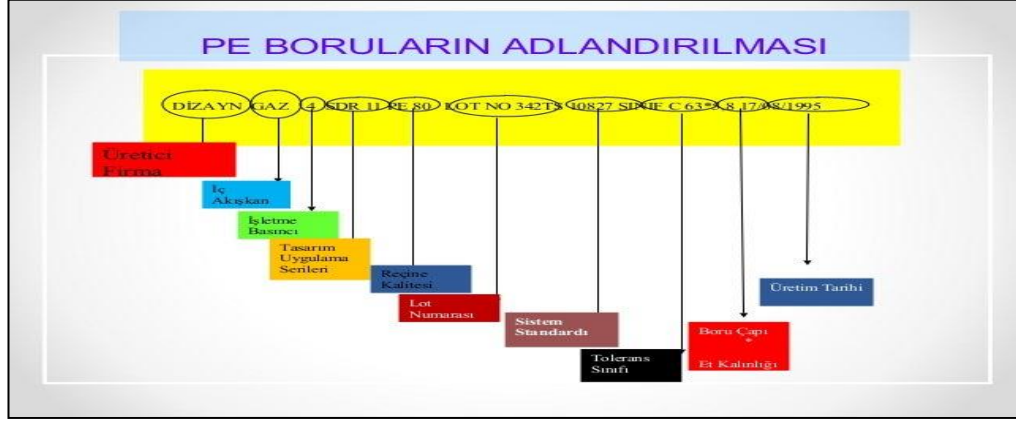 PE BORULARIN ADLANDIRILMASI
DİZAYN GAZ 4 SDR 11 PE 80 LOT NO 342TS 10827 SINIF C 63*5,8 17/08/1995
Üretici
Firma
İç
Akışkan
İşletme
Basıncı
Tasarım
Uygulama
Serileri
Reçine
Kalitesi
Lot
Numarası
Sistem
Standardı
Tolerans
Sınıfı
Boru Çapı
*
Et Kalınlığı
Üretim Tarihi